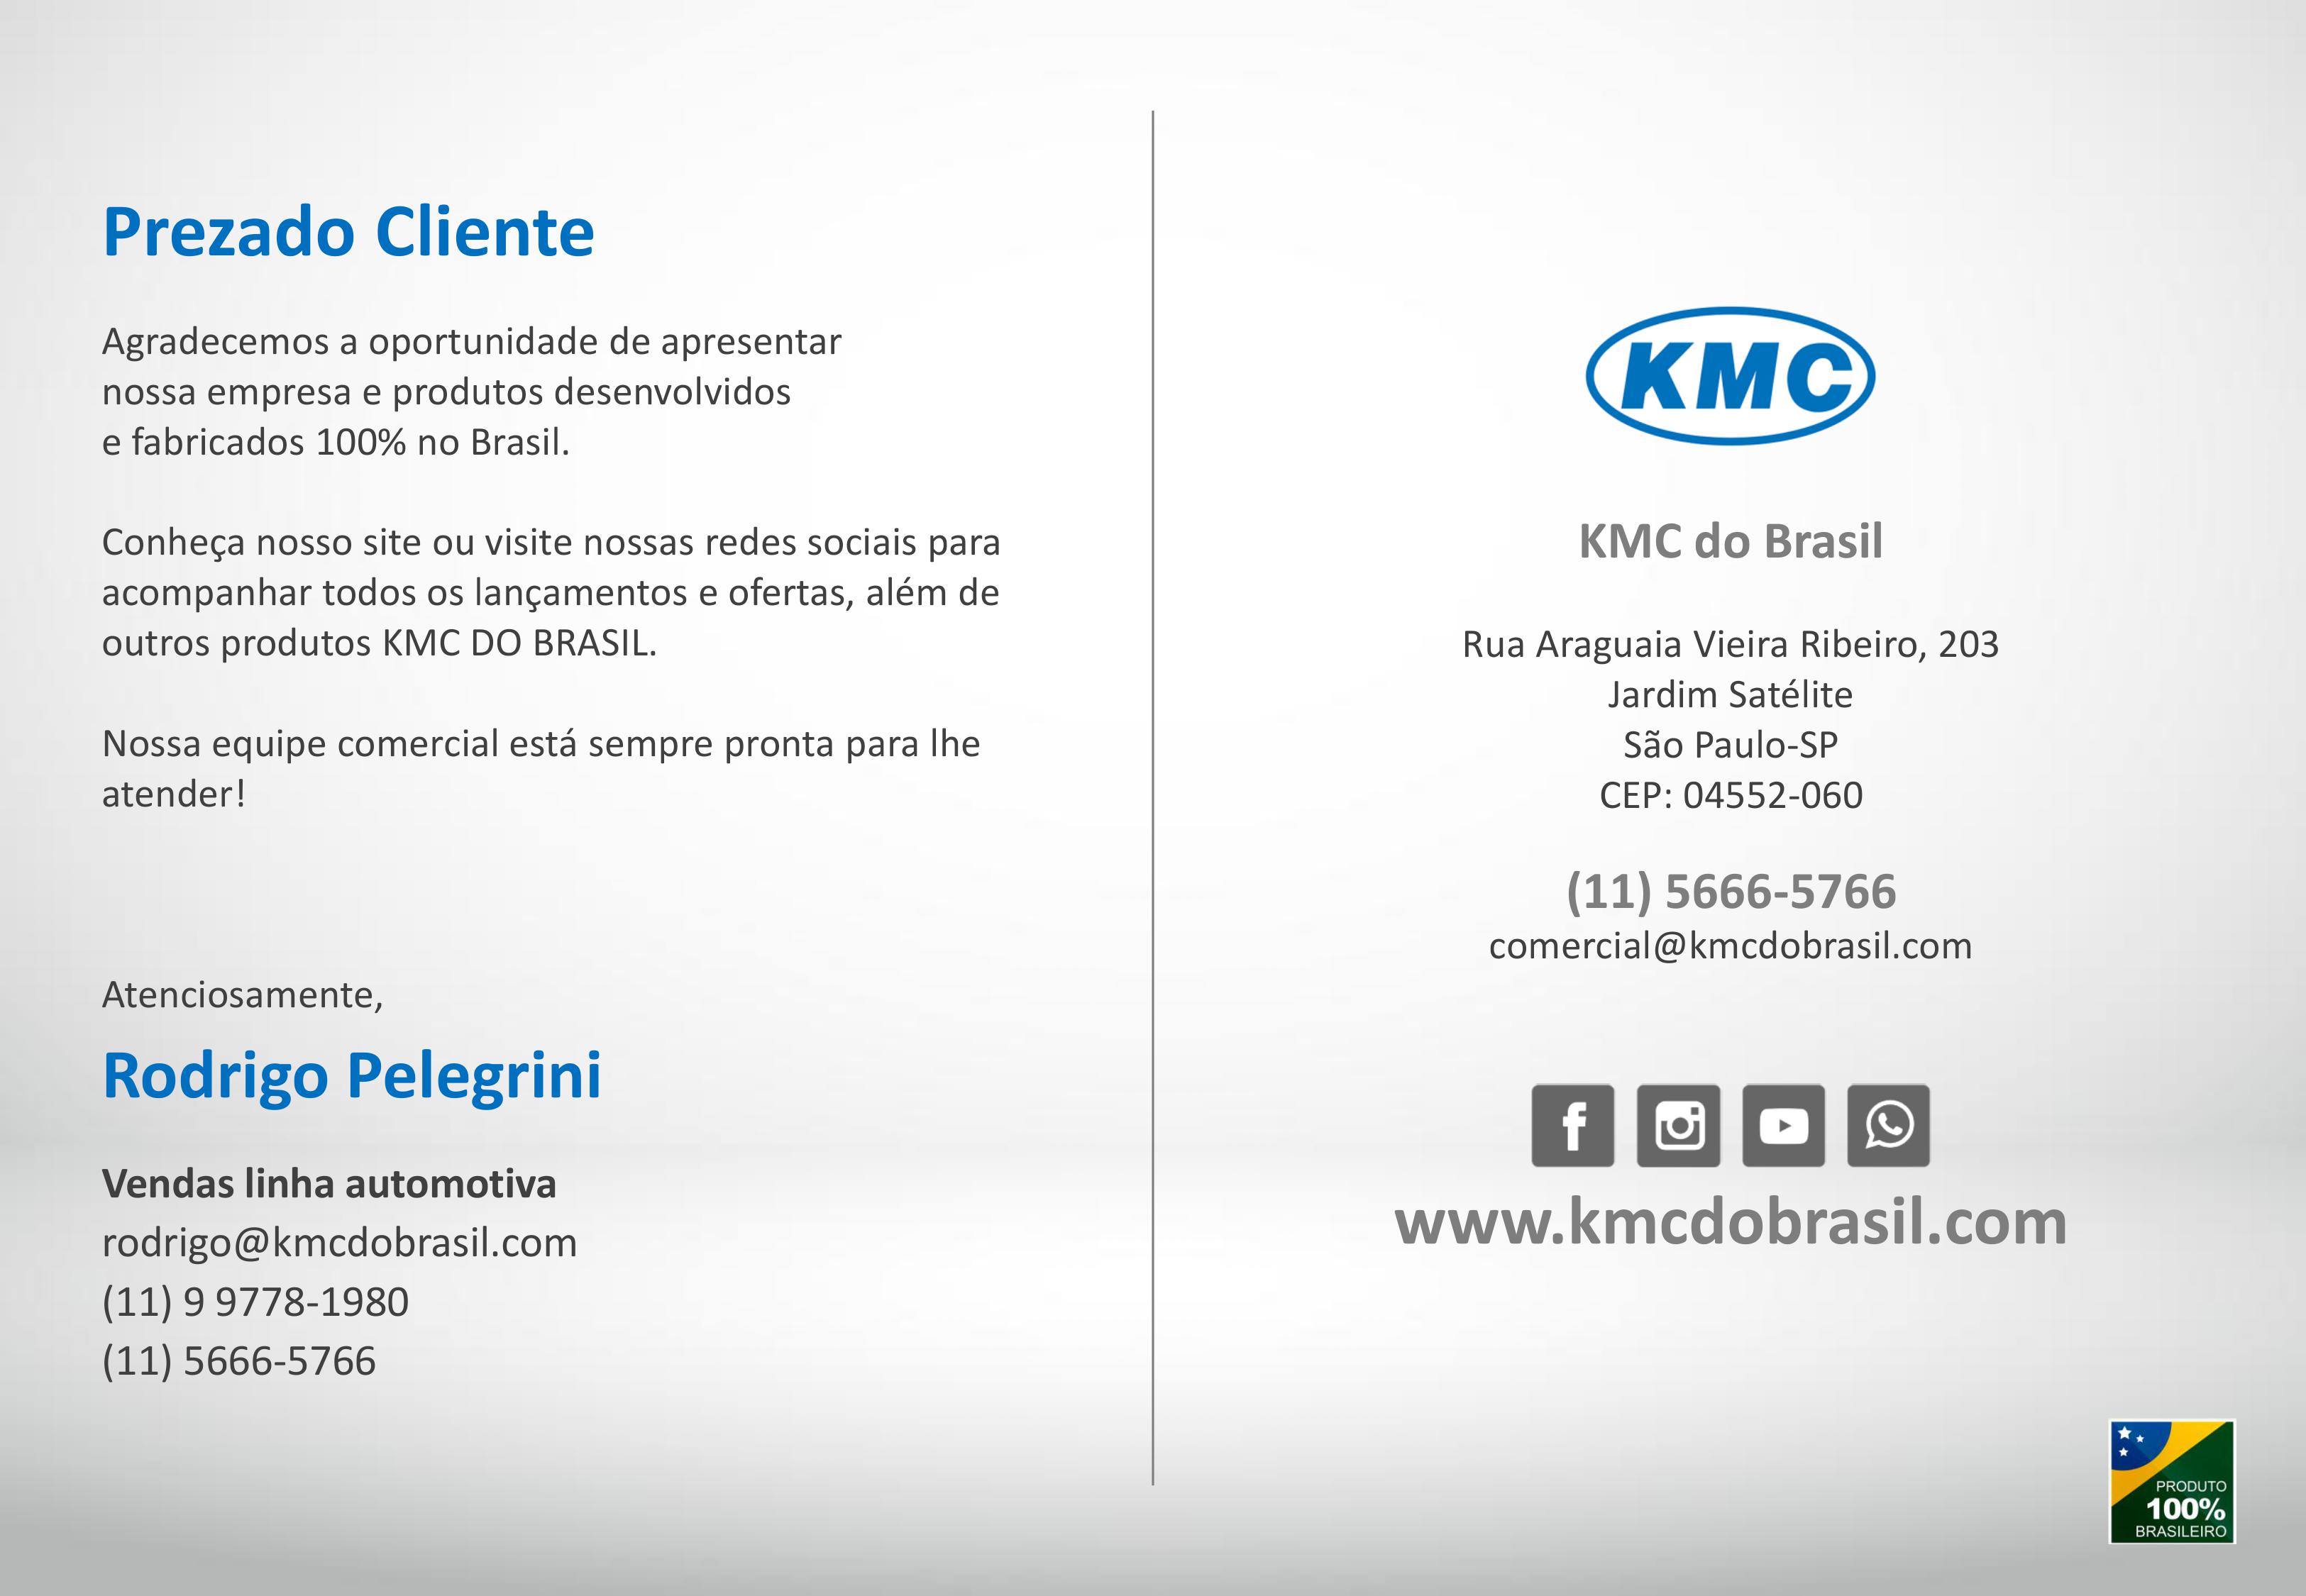 Prezado Cliente
Agradecemos a oportunidade de apresentar
nossa empresa e produtos desenvolvidos
e fabricados 100% no Brasil.
Conheça nosso site ou visite nossas redes sociais para
acompanhar todos os lançamentos e ofertas, além de
outros produtos KMC DO BRASIL.
Nossa equipe comercial está sempre pronta para lhe
atender!
Atenciosamente,
Rodrigo Pelegrini
Vendas linha automotiva
rodrigo@kmcdobrasil.com
(11) 9 9778-1980
(11) 5666-5766
KMC
KMC do Brasil
Rua Araguaia Vieira Ribeiro, 203
Jardim Satélite
São Paulo-SP
CEP: 04552-060
(11) 5666-5766
comercial@kmcdobrasil.com
www.kmcdobrasil.com
PRODUTO
100%
BRASILEIRO